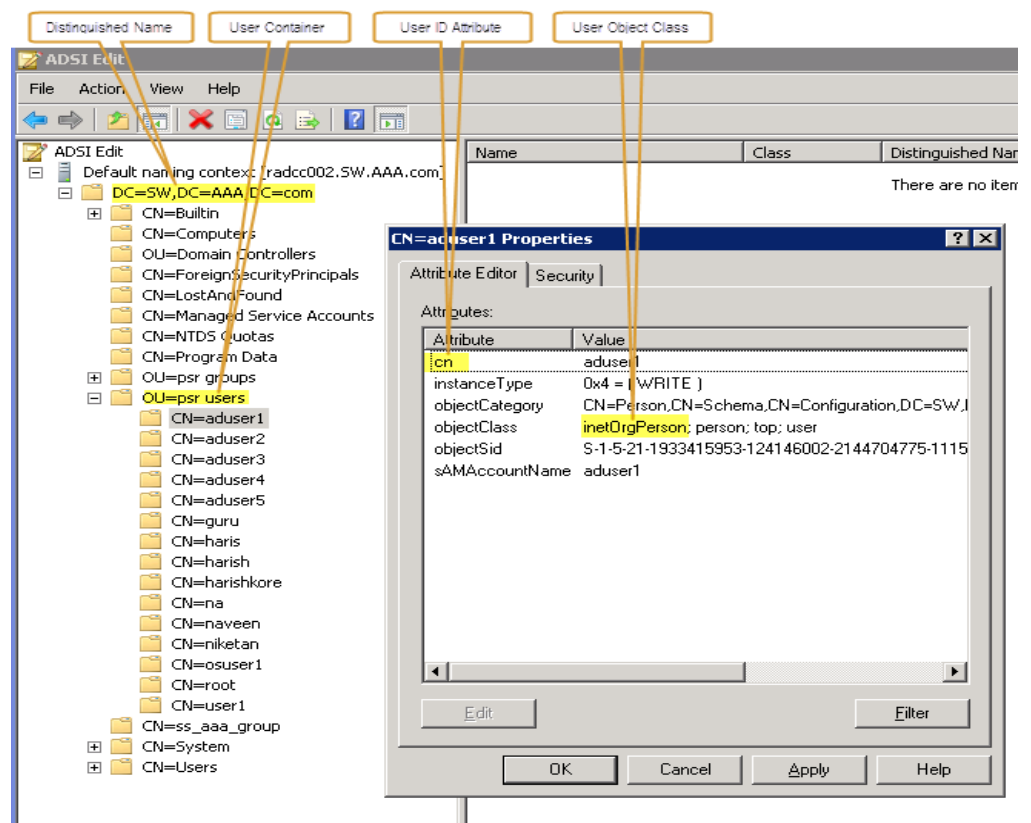 Distinguished Name
User Container
User ID Attribute
User Object Class
ADSI Edit
File Action View Help
ADSI Edit
Default naming context [radcc002.SW.AAA.com]
DC=SW,DC=AAA,DC=com
CN=Builtin
CN=Computers
OU=Domain Controllers
CN=ForeignSecurityPrincipals
CN=LostAndFound
CN=Managed Service Accounts
CN=NTDS Quotas
CN=Program Data
OU=psr groups
OU=psr users
CN=aduser1
CN=aduser2
CN=aduser3
CN=aduser4
CN=aduser5
CN=guru
CN=haris
CN=harish
CN=harishkore
CN=na
CN=naveen
CN=niketan
CN=osuser1
CN=root
CN=user1
CN=ss_aaa_group
CN=System
CN=Users
Name Class Distinguished Nar
There are no item
CN=aduser1 Properties
Attribute Editor Security
Attributes:
Attribute Value
cn aduser1
instanceType 0x4 = ( WRITE )
objectCategory CN=Person,CN=Schema,CN=Configuration,DC=SW,I
objectClass inetOrgPerson; person; top; user
objectSid S-1-5-21-1933415953-124146002-2144704775-1115
sAMAccountName aduser1
Edit Filter
OK Cancel Apply Help